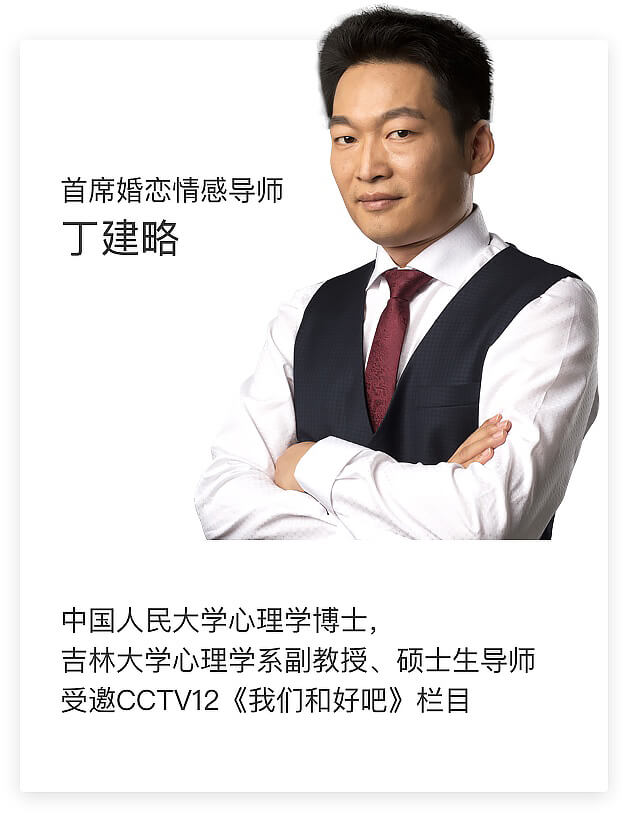 首席婚恋情感导师
丁建略
中国人民大学心理学博士，
吉林大学心理学系副教授、硕士生导师
受邀CCTV12《我们和好吧》栏目